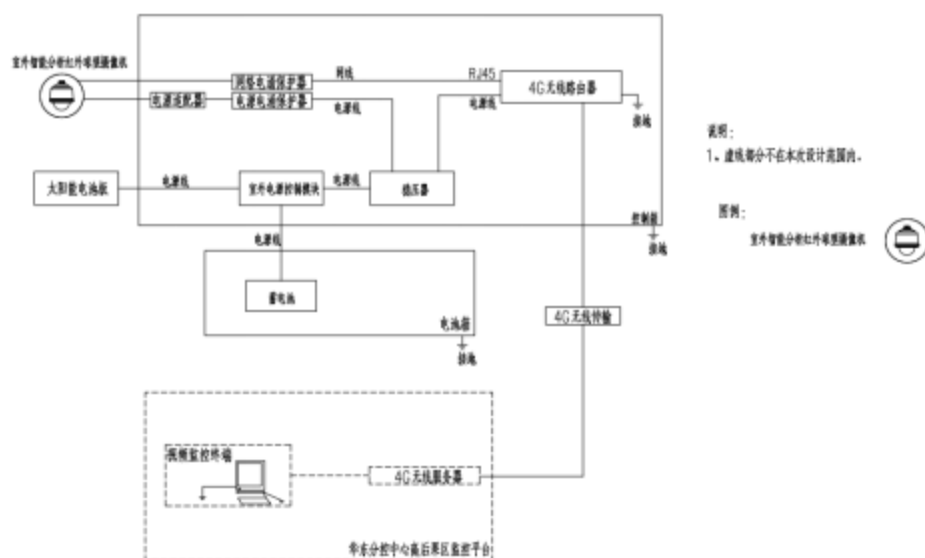 室外智能分析红外球型摄像机
网络电涌保护器
网线
RJ45
4G无线路由器
电源适配器
电源电涌保护器
电源线
电源线
接地
说明：
1、虚线部分不在本次设计范围内。
太阳能电池板
电源线
室外电源控制模块
电源线
稳压器
控制箱
接地
图例：
室外智能分析红外球型摄像机
电源线
蓄电池
电池箱
接地
4G无线传输
视频监控终端
4G无线服务器
华东分控中心高后果区监控平台